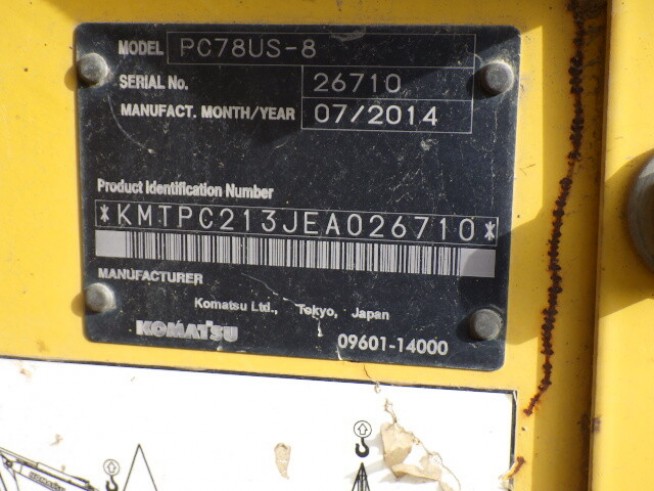 MODEL PC78US-8
SERIAL No. 26710
MANUFACT. MONTH/YEAR 07/2014
Product Identification Number
*KMTPC213JEA026710*
MANUFACTURER
Komatsu Ltd., Tokyo, Japan
KOMATSU
09601-14000